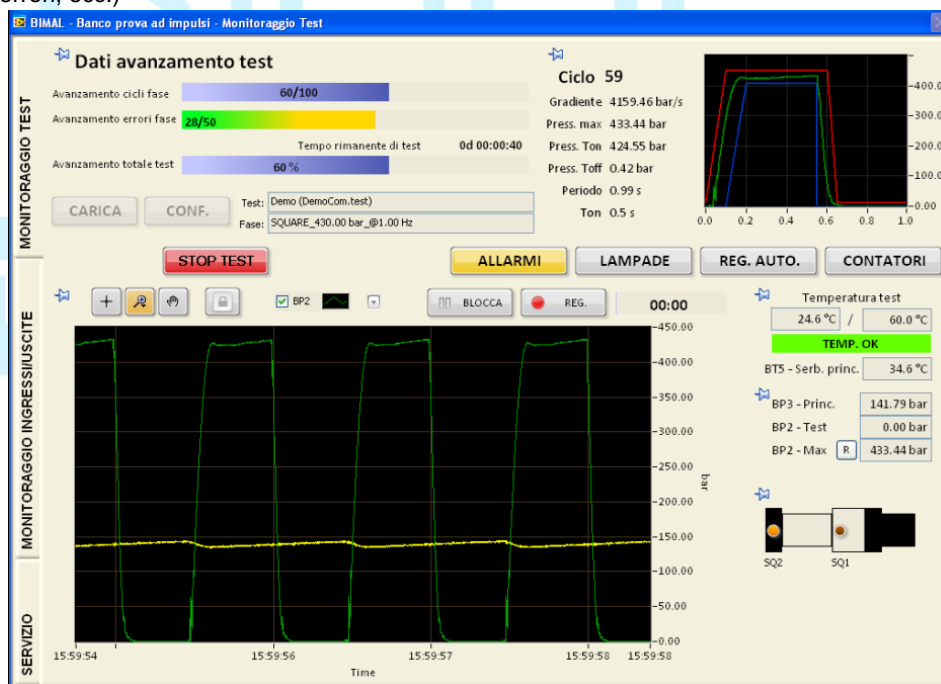 errori, ecc.)
BIMAL - Banco prova ad impulsi - Monitoraggio Test
MONITORAGGIO TEST
MONITORAGGIO INGRESSI/USCITE
SERVIZIO
Dati avanzamento test
Avanzamento cicli fase 60/100
Avanzamento errori fase 28/50
Tempo rimanente di test 0d 00:00:40
Avanzamento totale test 60 %
CARICA CONF.
Test: Demo (DemoCom.test)
Fase: SQUARE_430.00 bar_@1.00 Hz
Ciclo 59
Gradiente 4159.46 bar/s
Press. max 433.44 bar
Press. Ton 424.55 bar
Press. Toff 0.42 bar
Periodo 0.99 s
Ton 0.5 s
400.0
300.0
200.0
100.0
0.00
0.0 0.2 0.4 0.6 0.8 1.0
STOP TEST ALLARMI LAMPADE REG. AUTO. CONTATORI
BP2 BLOCCA REG. 00:00
450.00
400.00
350.00
300.00
250.00
200.00
150.00
100.00
50.00
0.00
bar
15:59:54 15:59:56 15:59:57 15:59:58 15:59:58
Time
Temperatura test
24.6 °C / 60.0 °C
TEMP. OK
BT5 - Serb. princ. 34.6 °C
BP3 - Princ. 141.79 bar
BP2 - Test 0.00 bar
BP2 - Max R 433.44 bar
SQ2 SQ1